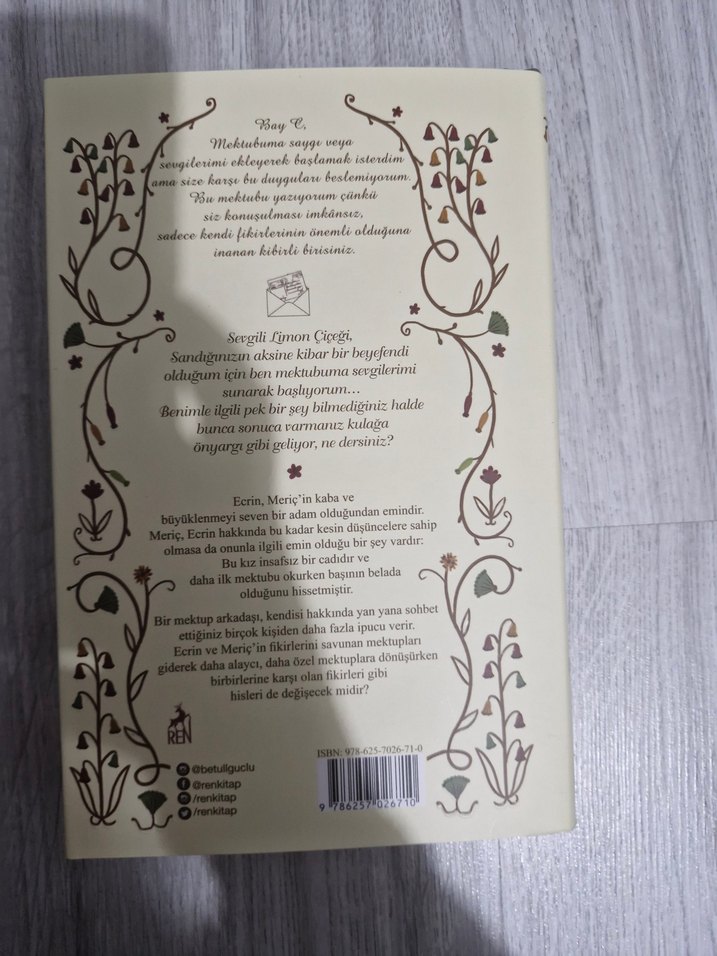 Bay C,
Mektubuma saygı veya
sevgilerimi ekleyerek başlamak isterdim
ama size karşı bu duyguları beslemiyorum.
Bu mektubu yazıyorum çünkü
siz konuşulması imkânsız,
sadece kendi fikirlerinin önemli olduğuna
inanan kibirli birisiniz.
Sevgili Limon Çiçeği,
Sandığınızın aksine kibar bir beyefendi
olduğum için ben mektubuma sevgilerimi
sunarak başlıyorum...
Benimle ilgili pek bir şey bilmediğiniz halde
bunca sonuca varmanız kulağa
önyargı gibi geliyor, ne dersiniz?
Ecrin, Meriç'in kaba ve
büyüklenmeyi seven bir adam olduğundan emindir.
Meriç, Ecrin hakkında bu kadar kesin düşüncelere sahip
olmasa da onunla ilgili emin olduğu bir şey vardır:
Bu kız insafsız bir cadıdır ve
daha ilk mektubu okurken başının belada
olduğunu hissetmiştir.
Bir mektup arkadaşı, kendisi hakkında yan yana sohbet
ettiğiniz birçok kişiden daha fazla ipucu verir.
Ecrin ve Meriç'in fikirlerini savunan mektupları
giderek daha alaycı, daha özel mektuplara dönüşürken
birbirlerine karşı olan fikirleri gibi
hisleri de değişecek midir?
REN
@betullguclu
@renkitap
/renkitap
/renkitap
ISBN: 978-625-7026-71-0
9 786257 026710